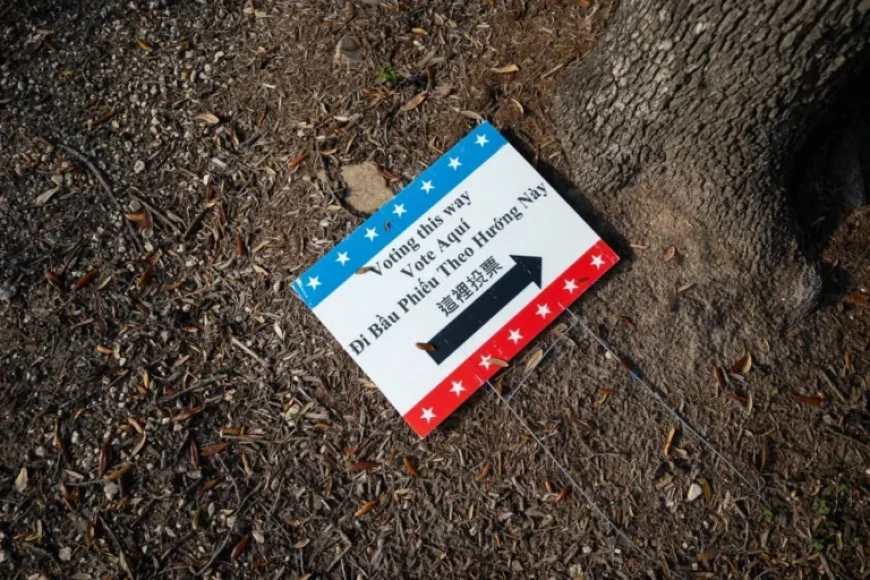 Voting this way
Vote Aquí
Đi Bầu Phiếu Theo Hướng Này
這裡投票